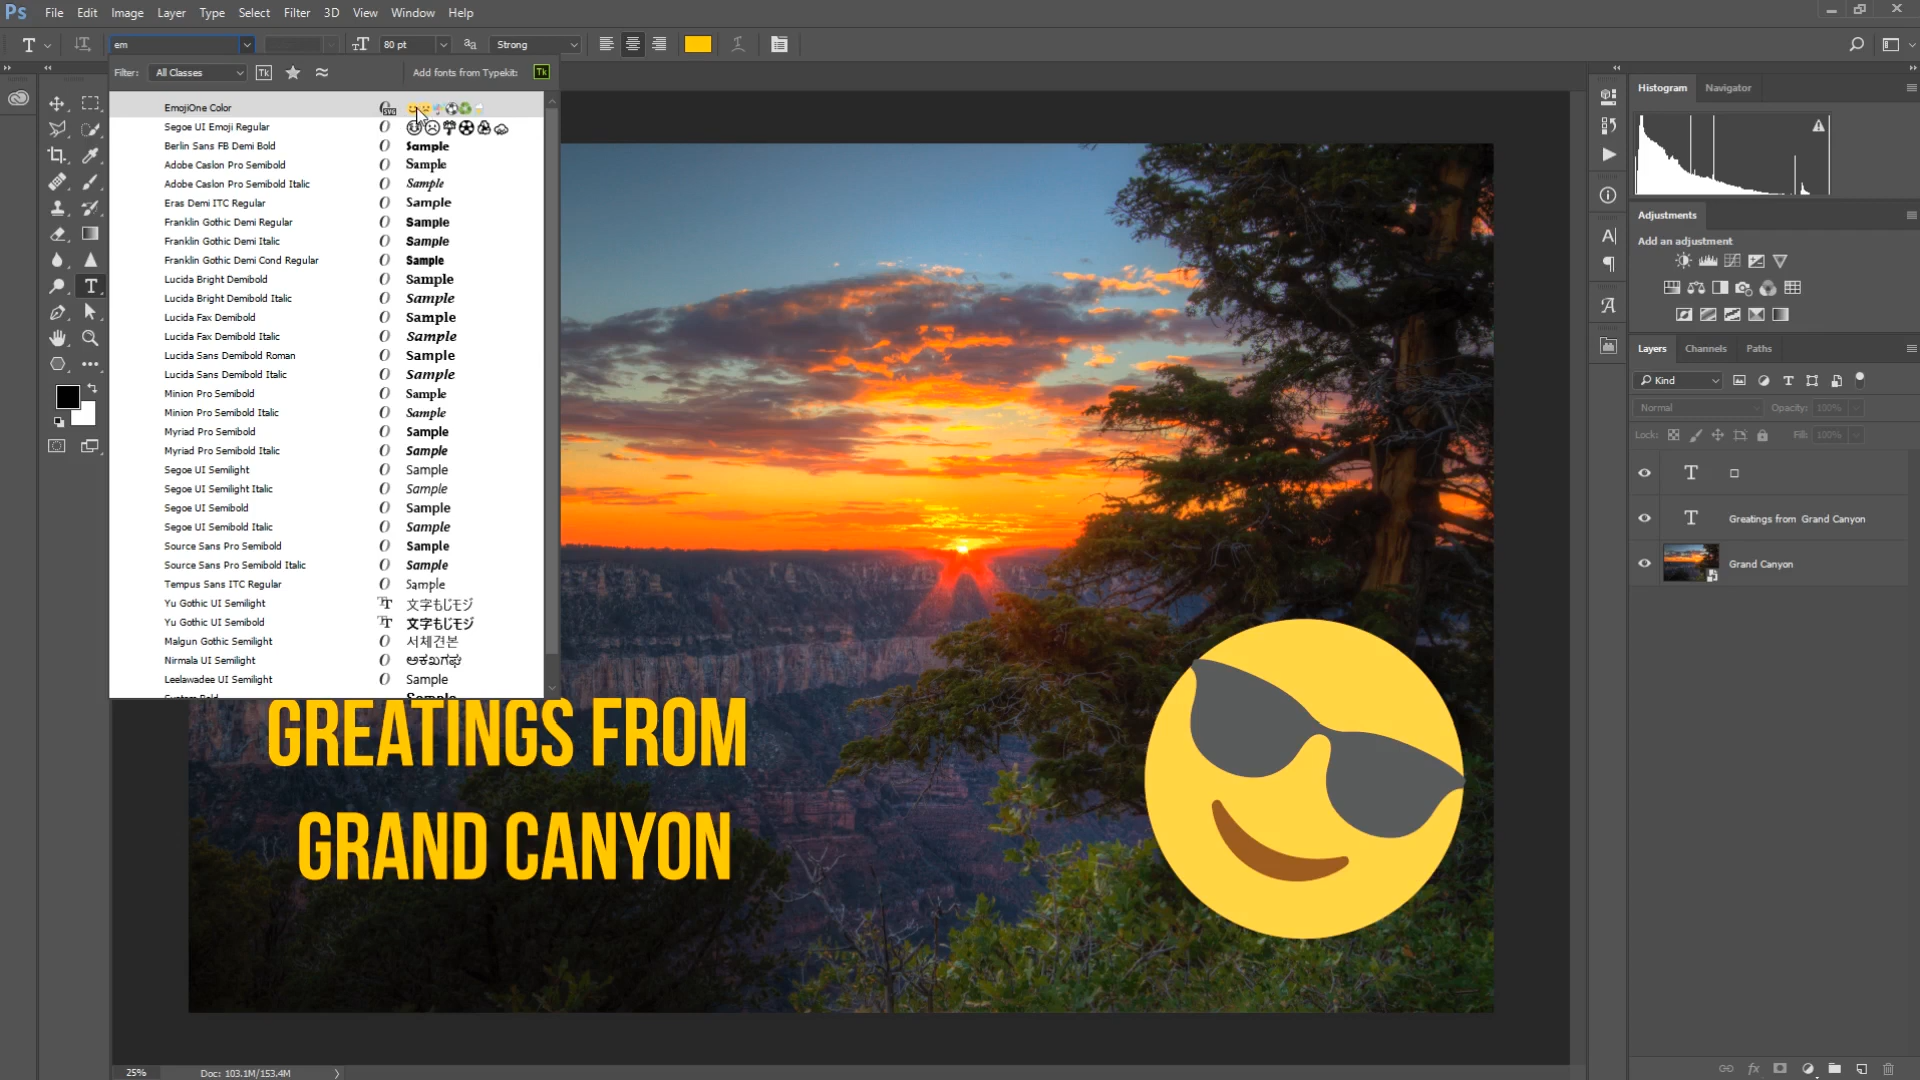 Ps File Edit Image Layer Type Select Filter 3D View Window Help
em 80 pt Strong
Filter: All Classes Tk Add fonts from Typekit: Tk
EmojiOne Color
Segoe UI Emoji Regular
Berlin Sans FB Demi Bold Sample
Adobe Caslon Pro Semibold Sample
Adobe Caslon Pro Semibold Italic Sample
Eras Demi ITC Regular Sample
Franklin Gothic Demi Regular Sample
Franklin Gothic Demi Italic Sample
Franklin Gothic Demi Cond Regular Sample
Lucida Bright Demibold Sample
Lucida Bright Demibold Italic Sample
Lucida Fax Demibold Sample
Lucida Fax Demibold Italic Sample
Lucida Sans Demibold Roman Sample
Lucida Sans Demibold Italic Sample
Minion Pro Semibold Sample
Minion Pro Semibold Italic Sample
Myriad Pro Semibold Sample
Myriad Pro Semibold Italic Sample
Segoe UI Semilight Sample
Segoe UI Semilight Italic Sample
Segoe UI Semibold Sample
Segoe UI Semibold Italic Sample
Source Sans Pro Semibold Sample
Source Sans Pro Semibold Italic Sample
Tempus Sans ITC Regular Sample
Yu Gothic UI Semilight 文字もじモジ
Yu Gothic UI Semibold 文字もじモジ
Malgun Gothic Semilight 서체견본
Nirmala UI Semilight
Leelawadee UI Semilight Sample
GREATINGS FROM
GRAND CANYON
25% Doc: 103.1M/153.4M
Histogram Navigator
Adjustments
Add an adjustment
Layers Channels Paths
Kind
Normal Opacity: 100%
Lock: Fill: 100%
Greatings from Grand Canyon
Grand Canyon